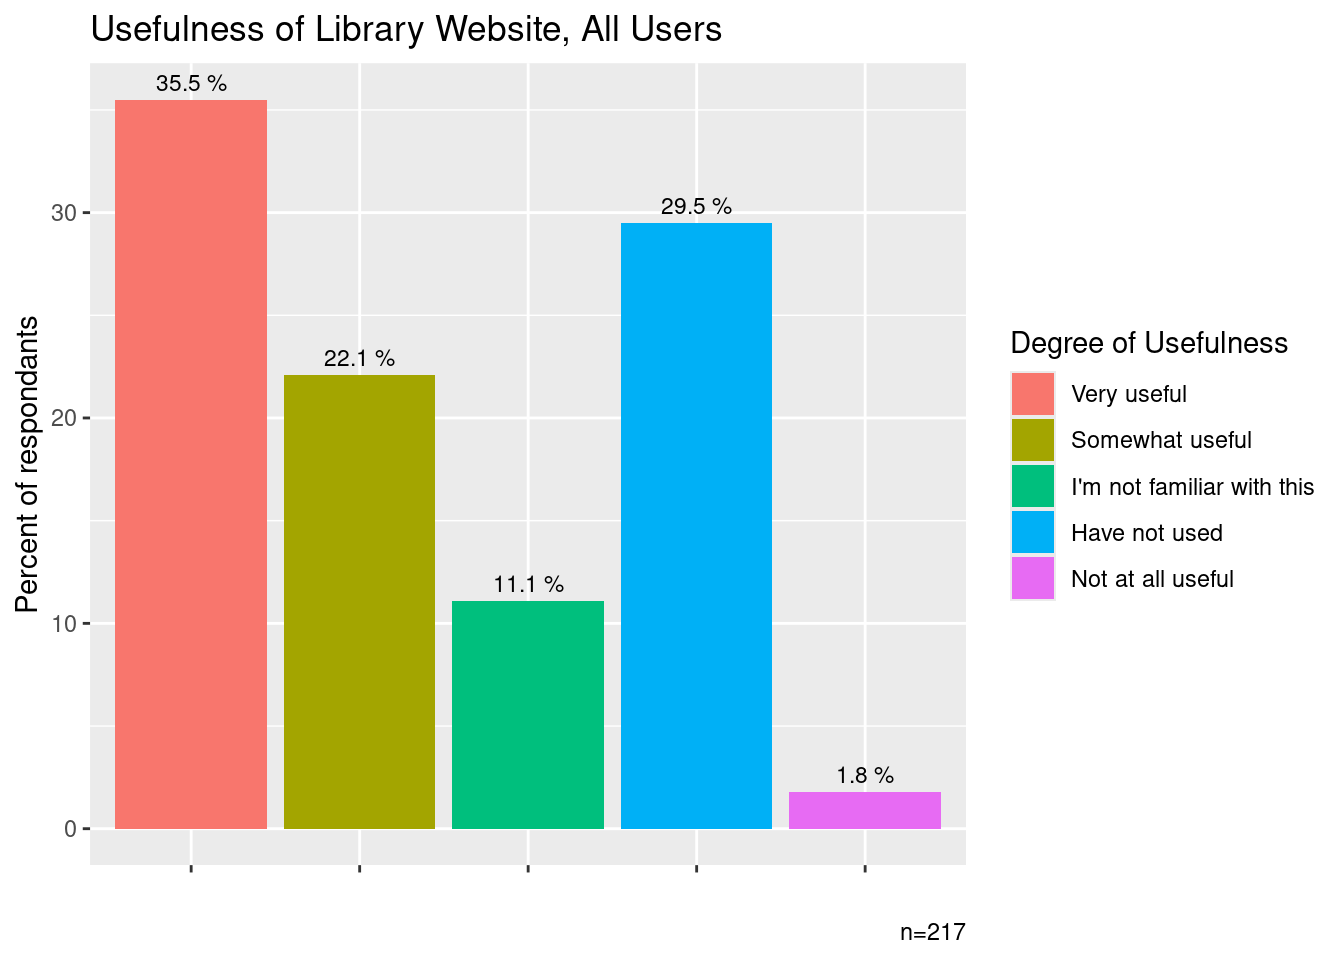 Usefulness of Library Website, All Users
35.5 %
22.1 %
11.1 %
29.5 %
1.8 %
30
20
10
0
Percent of respondants
Degree of Usefulness
Very useful
Somewhat useful
I'm not familiar with this
Have not used
Not at all useful
n=217